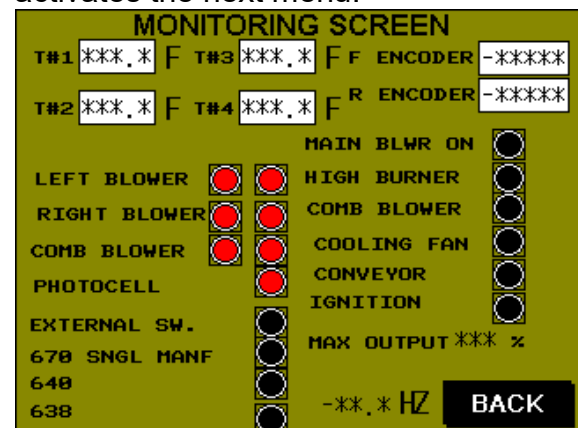 activates the next menu.
MONITORING SCREEN
T#1 ***.* F T#3 ***.* F F ENCODER -*****
T#2 ***.* F T#4 ***.* F R ENCODER -*****
MAIN BLWR ON
LEFT BLOWER HIGH BURNER
RIGHT BLOWER COMB BLOWER
COMB BLOWER COOLING FAN
PHOTOCELL CONVEYOR
IGNITION
EXTERNAL SW.
670 SNGL MANF MAX OUTPUT *** %
640
638 -**.* HZ BACK